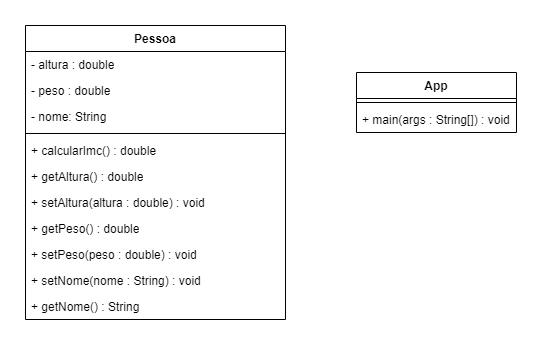 Pessoa
- altura : double
- peso : double
- nome: String
+ calcularImc() : double
+ getAltura() : double
+ setAltura(altura : double) : void
+ getPeso() : double
+ setPeso(peso : double) : void
+ setNome(nome : String) : void
+ getNome() : String
App
+ main(args : String[]) : void